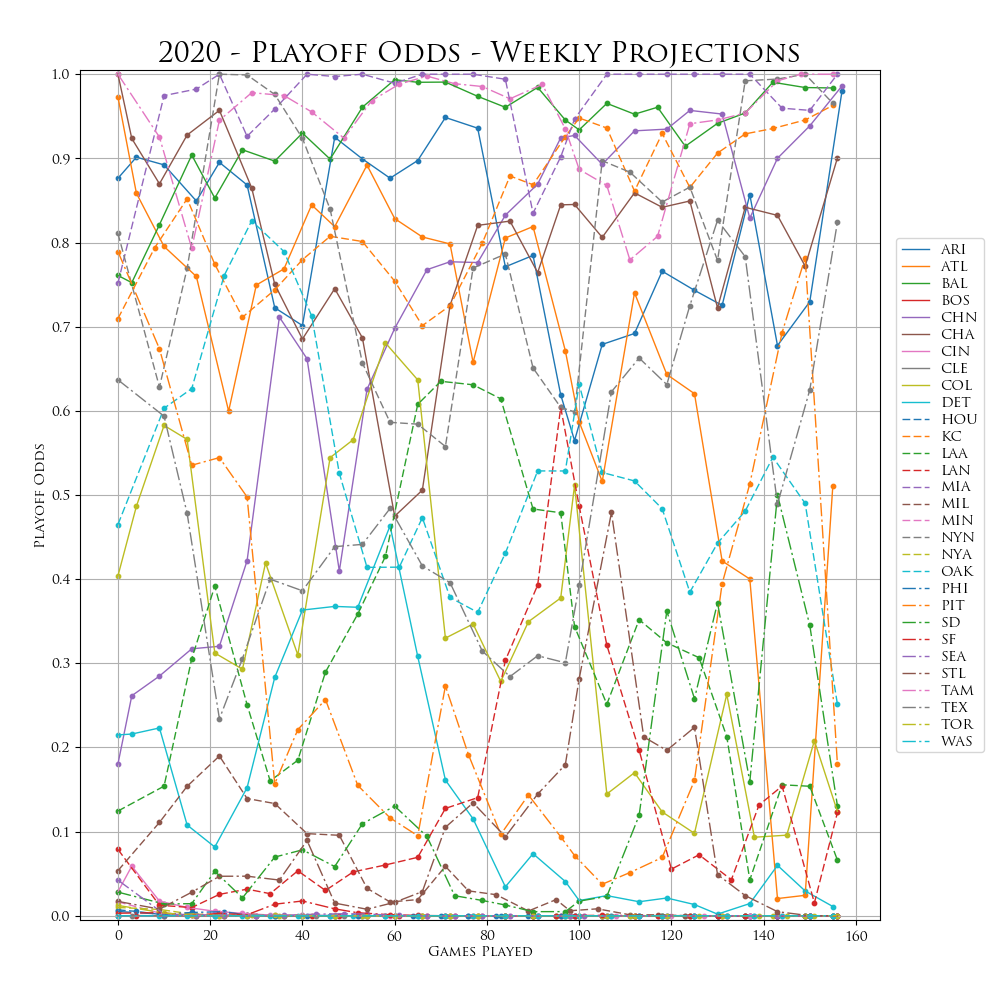 2020 - Playoff Odds - Weekly Projections
1.0
0.9
0.8
0.7
0.6
0.5
0.4
0.3
0.2
0.1
0.0
Playoff Odds
0 20 40 60 80 100 120 140 160
Games Played
ARI
ATL
BAL
BOS
CHN
CHA
CIN
CLE
COL
DET
HOU
KC
LAA
LAN
MIA
MIL
MIN
NYN
NYA
OAK
PHI
PIT
SD
SF
SEA
STL
TAM
TEX
TOR
WAS